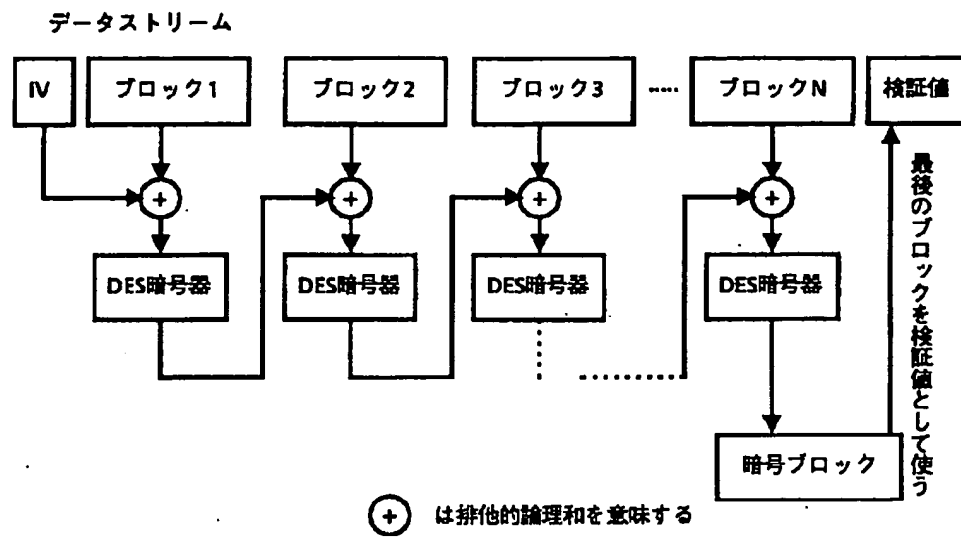 データストリーム
IV
ブロック1
ブロック2
ブロック3
.....
ブロックN
検証値
+
+
+
+
DES暗号器
DES暗号器
DES暗号器
DES暗号器
最後のブロックを検証値として使う
暗号ブロック
+ は排他的論理和を意味する